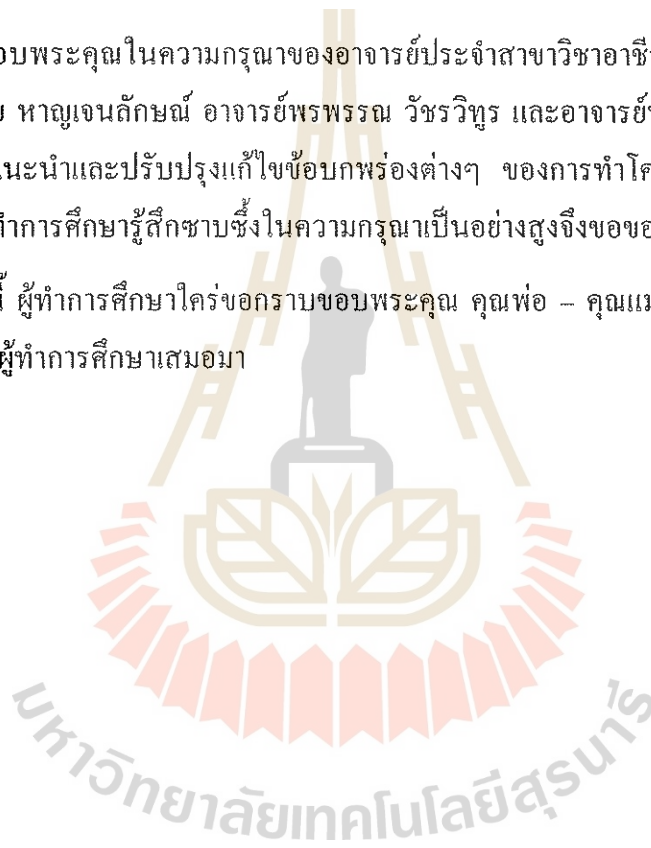 อบพระคุณในความกรุณาของอาจารย์ประจำสาขาวิชาอาชี
หาญเจนลักษณ์ อาจารย์พรพรรณ วัชรวิทูร และอาจารย์
แนะนำและปรับปรุงแก้ไขข้อบกพร่องต่างๆ ของการทำโค
ทำการศึกษารู้สึกซาบซึ้งในความกรุณาเป็นอย่างสูงจึงขอขอ
ผู้ทำการศึกษาใคร่ขอกราบขอบพระคุณ คุณพ่อ – คุณแม
ผู้ทำการศึกษาเสมอมา
มหาวิทยาลัยเทคโนโลยีสุรนารี